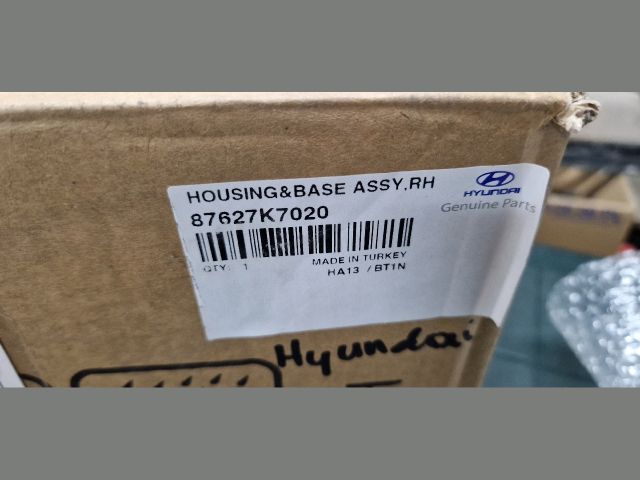 HOUSING&BASE ASSY,RH
87627K7020
HYUNDAI
Genuine Parts
QTY: 1
MADE IN TURKEY
HA13 / BT1N
Hyundai